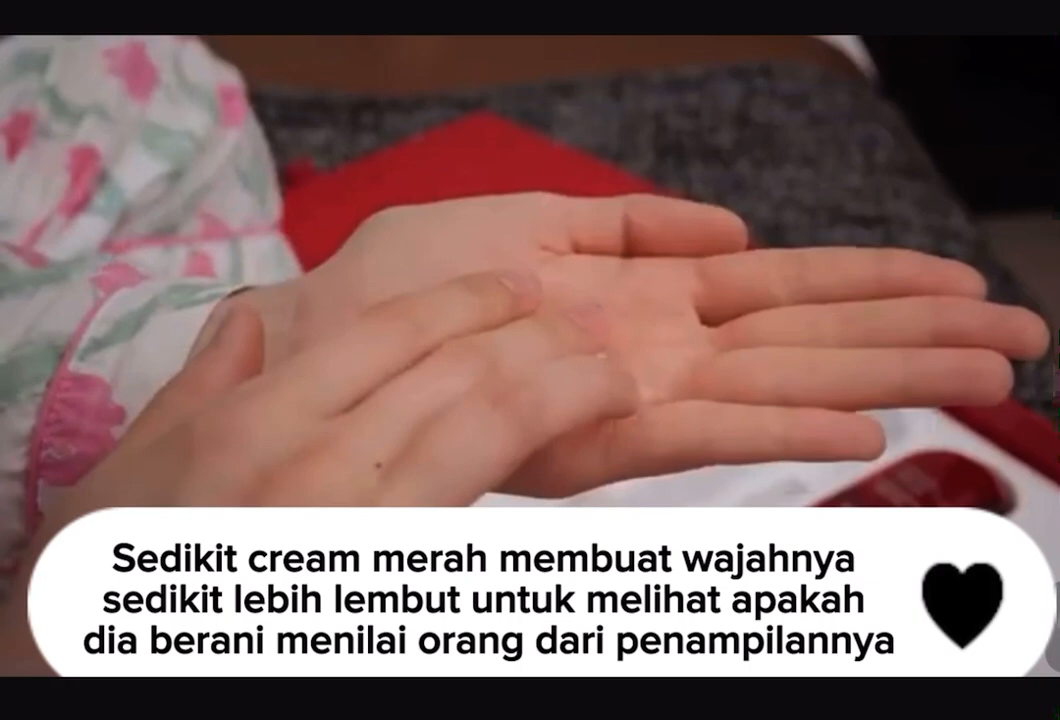 Sedikit cream merah membuat wajahnya
sedikit lebih lembut untuk melihat apakah
dia berani menilai orang dari penampilannya